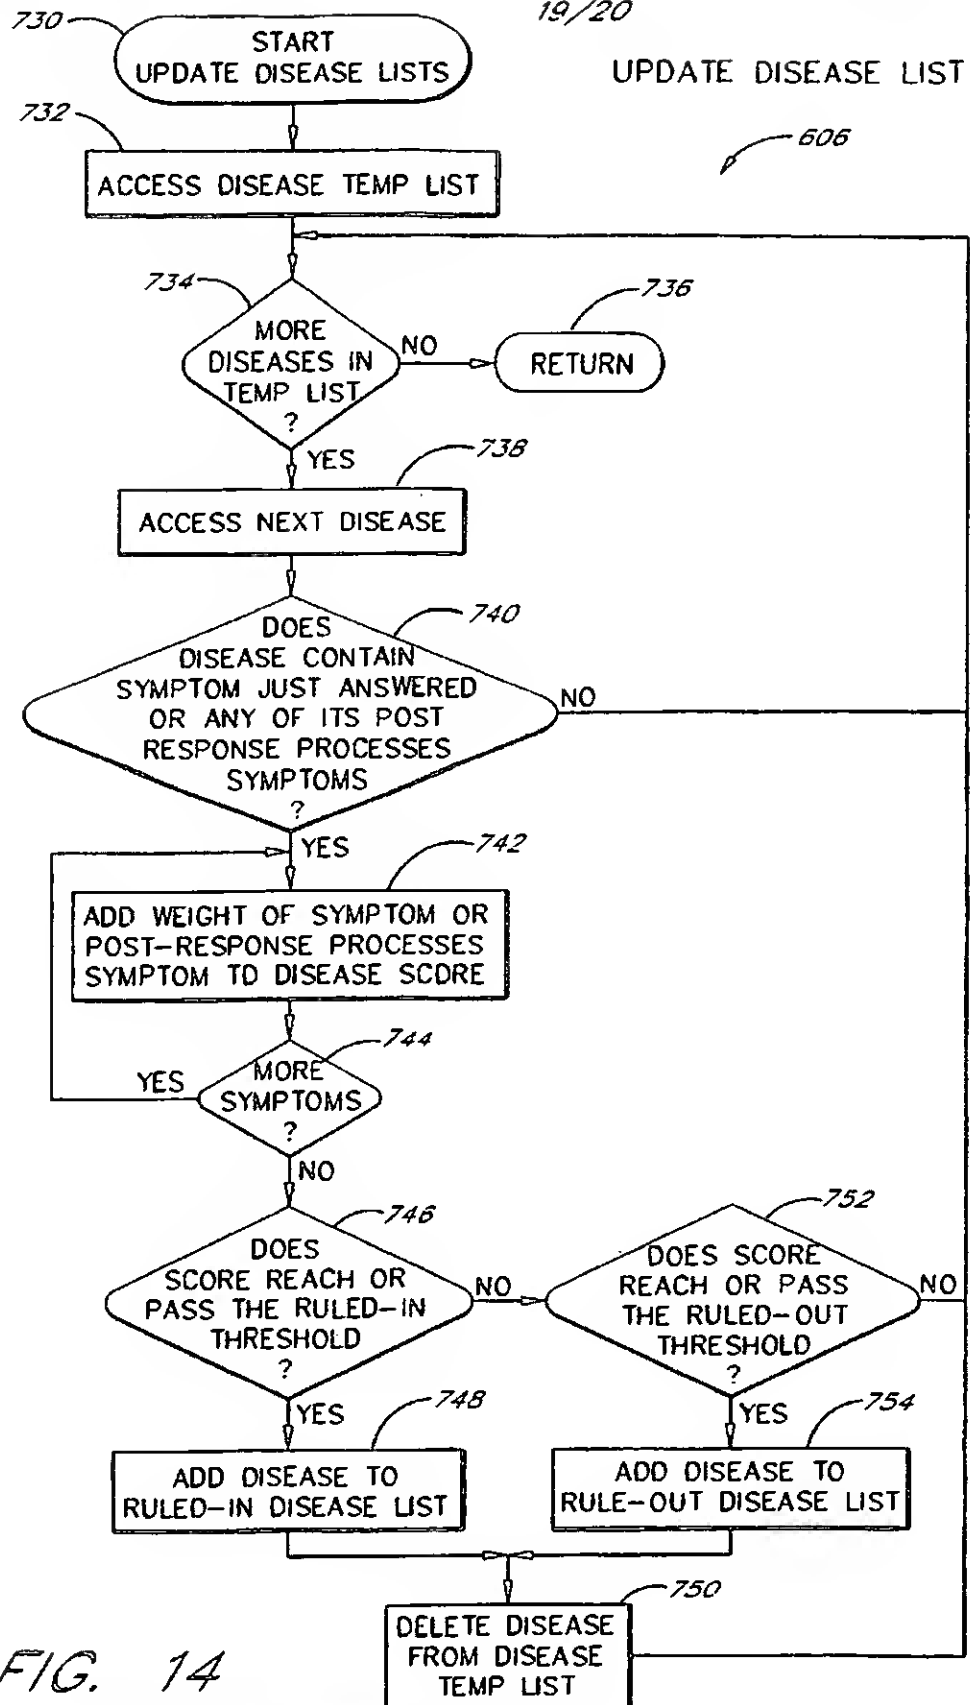 19/20
UPDATE DISEASE LIST
606
730
START
UPDATE DISEASE LISTS
732
ACCESS DISEASE TEMP LIST
734
MORE
DISEASES IN
TEMP LIST
?
NO
736
RETURN
YES
738
ACCESS NEXT DISEASE
740
DOES
DISEASE CONTAIN
SYMPTOM JUST ANSWERED
OR ANY OF ITS POST
RESPONSE PROCESSES
SYMPTOMS
?
NO
YES
742
ADD WEIGHT OF SYMPTOM OR
POST-RESPONSE PROCESSES
SYMPTOM TO DISEASE SCORE
744
MORE
SYMPTOMS
?
YES
NO
746
DOES
SCORE REACH OR
PASS THE RULED-IN
THRESHOLD
?
NO
752
DOES SCORE
REACH OR PASS
THE RULED-OUT
THRESHOLD
?
NO
YES
748
ADD DISEASE TO
RULED-IN DISEASE LIST
YES
754
ADD DISEASE TO
RULE-OUT DISEASE LIST
750
DELETE DISEASE
FROM DISEASE
TEMP LIST
FIG. 14